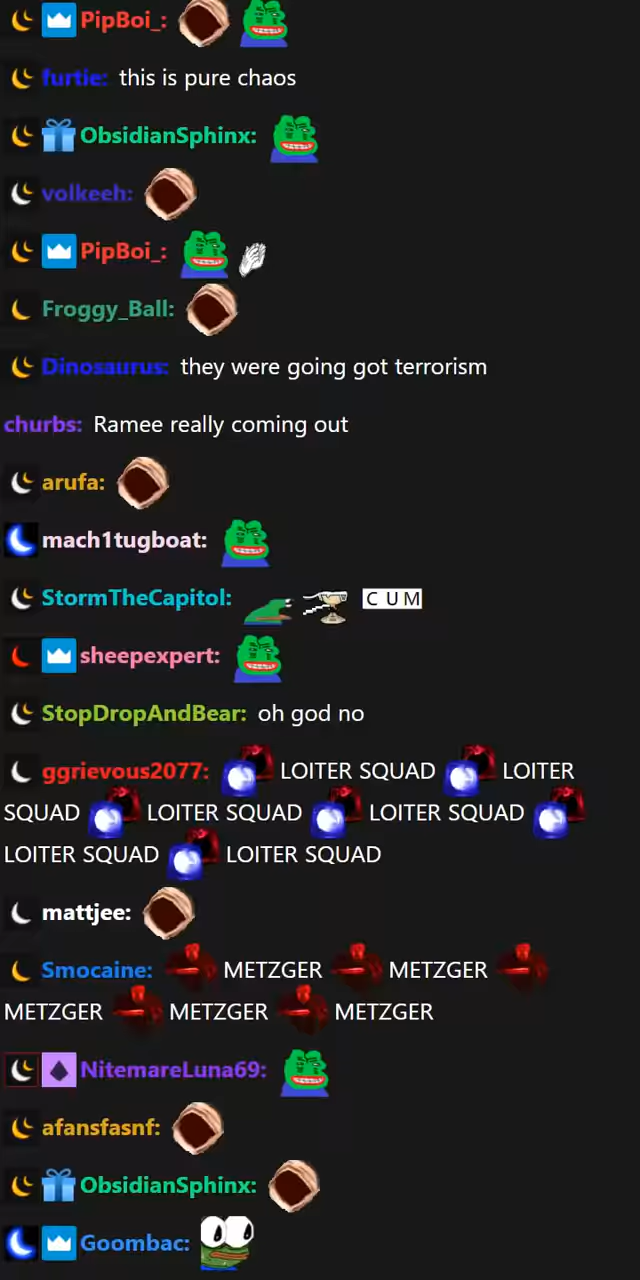 PipBoi_:
furtle: this is pure chaos
ObsidianSphinx:
volkeeh:
PipBoi_:
Froggy_Ball:
Dinosaurus: they were going got terrorism
churbs: Ramee really coming out
arufa:
mach1tugboat:
StormTheCapitol: CUM
sheepexpert:
StopDropAndBear: oh god no
ggrievous2077: LOITER SQUAD LOITER
SQUAD LOITER SQUAD LOITER SQUAD
LOITER SQUAD LOITER SQUAD
mattjee:
Smocaine: METZGER METZGER
METZGER METZGER METZGER
NitemareLuna69:
afansfasnf:
ObsidianSphinx:
Goombac: